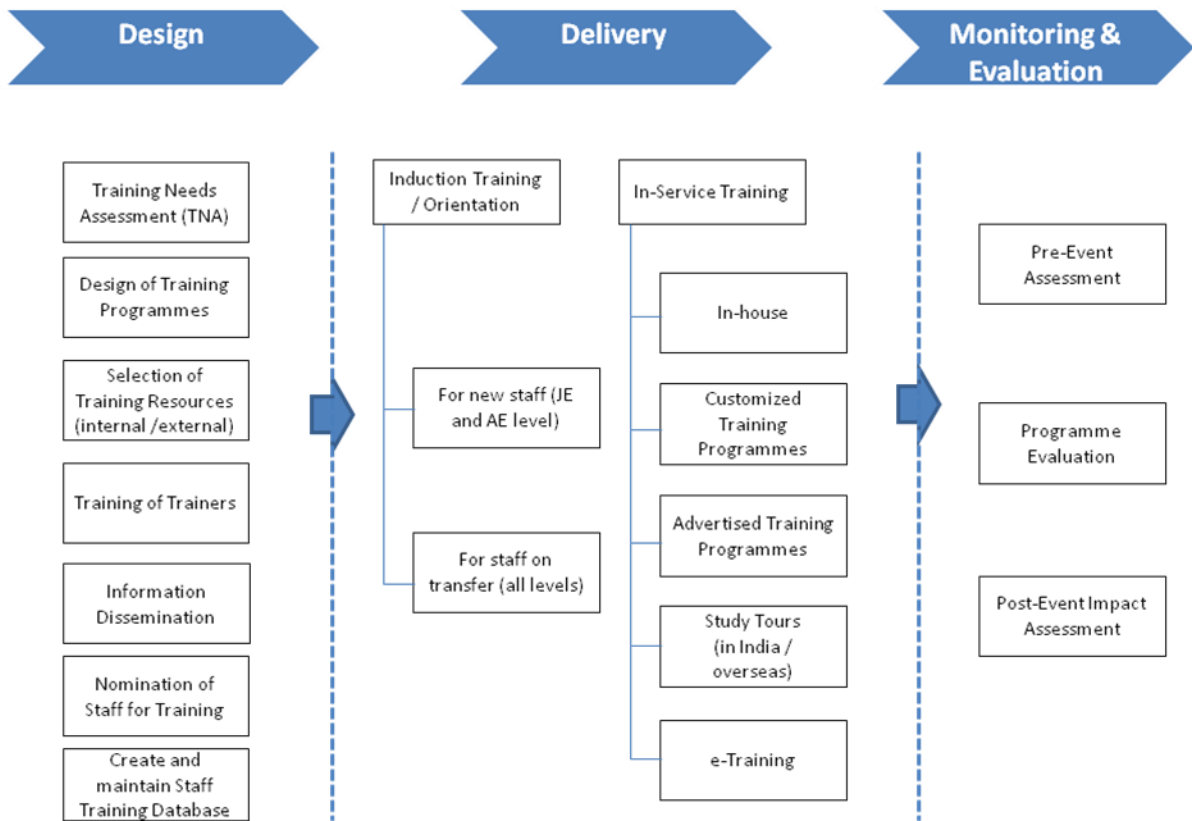 Design
Delivery
Monitoring &
Evaluation
Training Needs
Assessment (TNA)
Design of Training
Programmes
Selection of
Training Resources
(internal /external)
Training of Trainers
Information
Dissemination
Nomination of
Staff for Training
Create and
maintain Staff
Training Database
Induction Training
/ Orientation
For new staff (JE
and AE level)
For staff on
transfer (all levels)
In-Service Training
In-house
Customized
Training
Programmes
Advertised Training
Programmes
Study Tours
(in India /
overseas)
e-Training
Pre-Event
Assessment
Programme
Evaluation
Post-Event Impact
Assessment